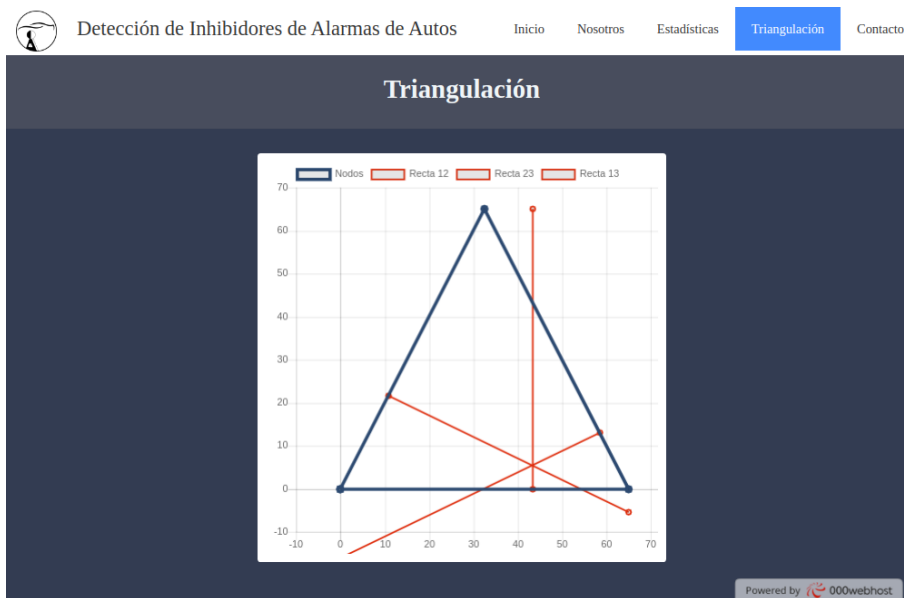 Detección de Inhibidores de Alarmas de Autos Inicio Nosotros Estadísticas Triangulación Contacto
Triangulación
Nodos Recta 12 Recta 23 Recta 13
70
60
50
40
30
20
10
0
-10
-10 0 10 20 30 40 50 60 70
Powered by 000webhost